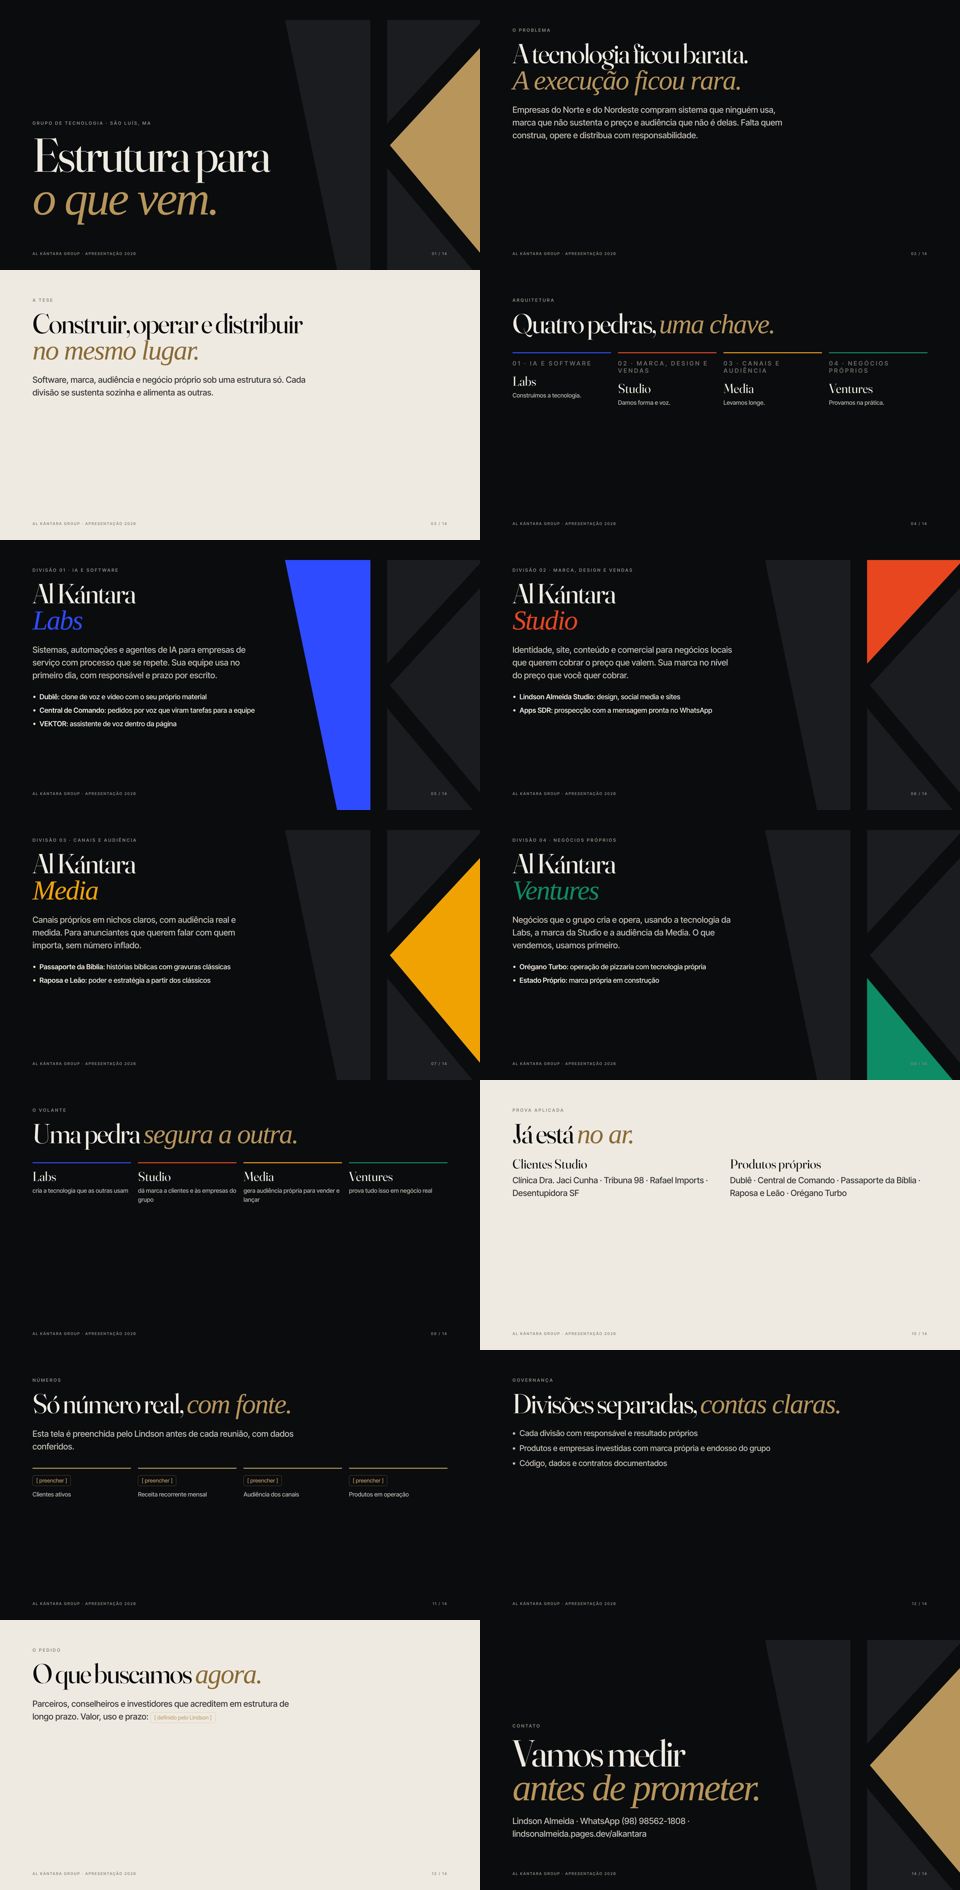 GRUPO DE TECNOLOGIA · SÃO LUÍS, MA
Estrutura para
o que vem.
AL KÁNTARA GROUP · APRESENTAÇÃO 2026
01 / 14
O PROBLEMA
A tecnologia ficou barata.
A execução ficou rara.
Empresas do Norte e do Nordeste compram sistema que ninguém usa,
marca que não sustenta o preço e audiência que não é delas. Falta quem
construa, opere e distribua com responsabilidade.
AL KÁNTARA GROUP · APRESENTAÇÃO 2026
02 / 14
A TESE
Construir, operar e distribuir
no mesmo lugar.
Software, marca, audiência e negócio próprio sob uma estrutura só. Cada
divisão se sustenta sozinha e alimenta as outras.
AL KÁNTARA GROUP · APRESENTAÇÃO 2026
03 / 14
ARQUITETURA
Quatro pedras, uma chave.
01 · IA E SOFTWARE
Labs
Construímos a tecnologia.
02 · MARCA, DESIGN E
VENDAS
Studio
Damos forma e voz.
03 · CANAIS E
AUDIÊNCIA
Media
Levamos longe.
04 · NEGÓCIOS
PRÓPRIOS
Ventures
Provamos na prática.
AL KÁNTARA GROUP · APRESENTAÇÃO 2026
04 / 14
DIVISÃO 01 · IA E SOFTWARE
Al Kántara
Labs
Sistemas, automações e agentes de IA para empresas de
serviço com processo que se repete. Sua equipe usa no
primeiro dia, com responsável e prazo por escrito.
• Dublê: clone de voz e vídeo com o seu próprio material
• Central de Comando: pedidos por voz que viram tarefas para a equipe
• VEKTOR: assistente de voz dentro da página
AL KÁNTARA GROUP · APRESENTAÇÃO 2026
05 / 14
DIVISÃO 02 · MARCA, DESIGN E VENDAS
Al Kántara
Studio
Identidade, site, conteúdo e comercial para negócios locais
que querem cobrar o preço que valem. Sua marca no nível
do preço que você quer cobrar.
• Lindson Almeida Studio: design, social media e sites
• Apps SDR: prospecção com a mensagem pronta no WhatsApp
AL KÁNTARA GROUP · APRESENTAÇÃO 2026
06 / 14
DIVISÃO 03 · CANAIS E AUDIÊNCIA
Al Kántara
Media
Canais próprios em nichos claros, com audiência real e
medida. Para anunciantes que querem falar com quem
importa, sem número inflado.
• Passaporte da Bíblia: histórias bíblicas com gravuras clássicas
• Raposa e Leão: poder e estratégia a partir dos clássicos
AL KÁNTARA GROUP · APRESENTAÇÃO 2026
07 / 14
DIVISÃO 04 · NEGÓCIOS PRÓPRIOS
Al Kántara
Ventures
Negócios que o grupo cria e opera, usando a tecnologia da
Labs, a marca da Studio e a audiência da Media. O que
vendemos, usamos primeiro.
• Orégano Turbo: operação de pizzaria com tecnologia própria
• Estado Próprio: marca própria em construção
AL KÁNTARA GROUP · APRESENTAÇÃO 2026
08 / 14
O VOLANTE
Uma pedra segura a outra.
Labs
cria a tecnologia que as outras usam
Studio
dá marca a clientes e às empresas do
grupo
Media
gera audiência própria para vender e
lançar
Ventures
prova tudo isso em negócio real
AL KÁNTARA GROUP · APRESENTAÇÃO 2026
09 / 14
PROVA APLICADA
Já está no ar.
Clientes Studio
Clínica Dra. Jaci Cunha · Tribuna 98 · Rafael Imports ·
Desentupidora SF
Produtos próprios
Dublê · Central de Comando · Passaporte da Bíblia ·
Raposa e Leão · Orégano Turbo
AL KÁNTARA GROUP · APRESENTAÇÃO 2026
10 / 14
NÚMEROS
Só número real, com fonte.
Esta tela é preenchida pelo Lindson antes de cada reunião, com dados
conferidos.
[ preencher ]
Clientes ativos
[ preencher ]
Receita recorrente mensal
[ preencher ]
Audiência dos canais
[ preencher ]
Produtos em operação
AL KÁNTARA GROUP · APRESENTAÇÃO 2026
11 / 14
GOVERNANÇA
Divisões separadas, contas claras.
• Cada divisão com responsável e resultado próprios
• Produtos e empresas investidas com marca própria e endosso do grupo
• Código, dados e contratos documentados
AL KÁNTARA GROUP · APRESENTAÇÃO 2026
12 / 14
O PEDIDO
O que buscamos agora.
Parceiros, conselheiros e investidores que acreditem em estrutura de
longo prazo. Valor, uso e prazo: [ definido pelo Lindson ]
AL KÁNTARA GROUP · APRESENTAÇÃO 2026
13 / 14
CONTATO
Vamos medir
antes de prometer.
Lindson Almeida · WhatsApp (98) 98562-1808 ·
lindsonalmeida.pages.dev/alkantara
AL KÁNTARA GROUP · APRESENTAÇÃO 2026
14 / 14